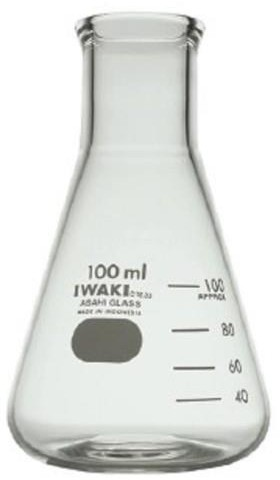 100 ml
IWAKI
ASAHI GLASS
MADE IN INDONESIA
100
APPROX
80
60
40